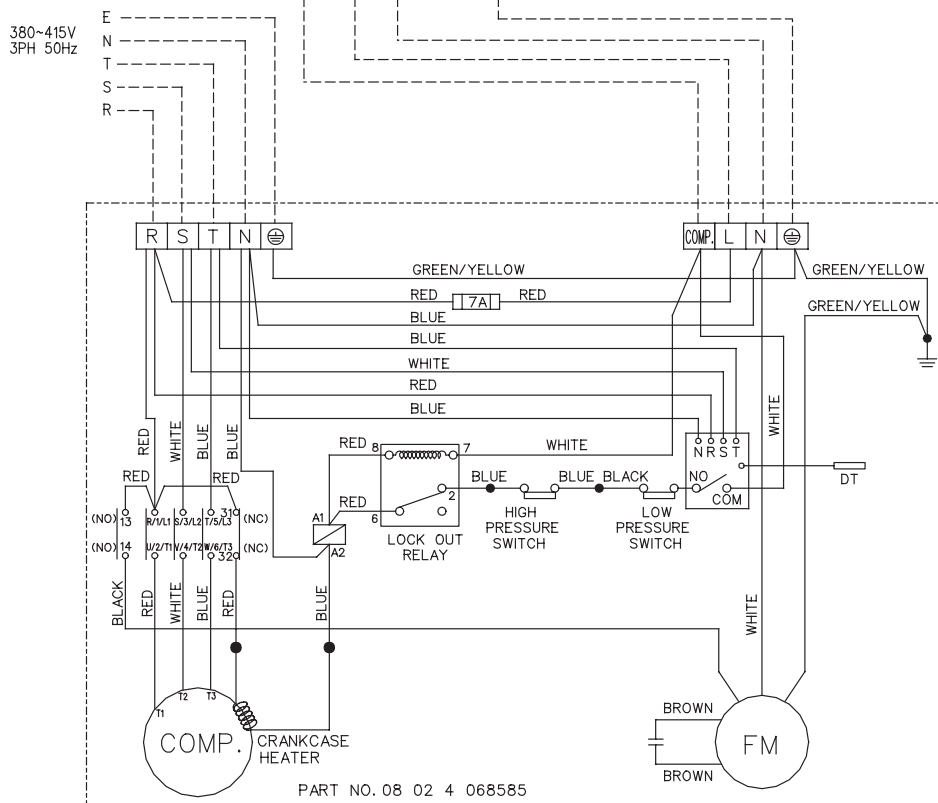 380~415V
3PH 50Hz
E
N
T
S
R
R S T N
COMP. L N
GREEN/YELLOW
GREEN/YELLOW
RED 7A RED
GREEN/YELLOW
BLUE
BLUE
WHITE
RED
BLUE
WHITE
RED
WHITE
BLUE
BLUE
RED 8 7 WHITE
N R S T
RED RED
BLUE BLUE BLACK NO
COM
DT
2
RED
6
(NO) 13 R/1/L1 S/3/L2 T/5/L3 31 (NC)
A1
HIGH
PRESSURE
SWITCH
LOW
PRESSURE
SWITCH
LOCK OUT
RELAY
(NO) 14 U/2/T1 V/4/T2 W/6/T3 32 (NC)
A2
BLACK
RED
WHITE
BLUE
RED
BLUE
WHITE
T1 T2 T3
COMP.
CRANKCASE
HEATER
BROWN
FM
BROWN
PART NO. 08 02 4 068585